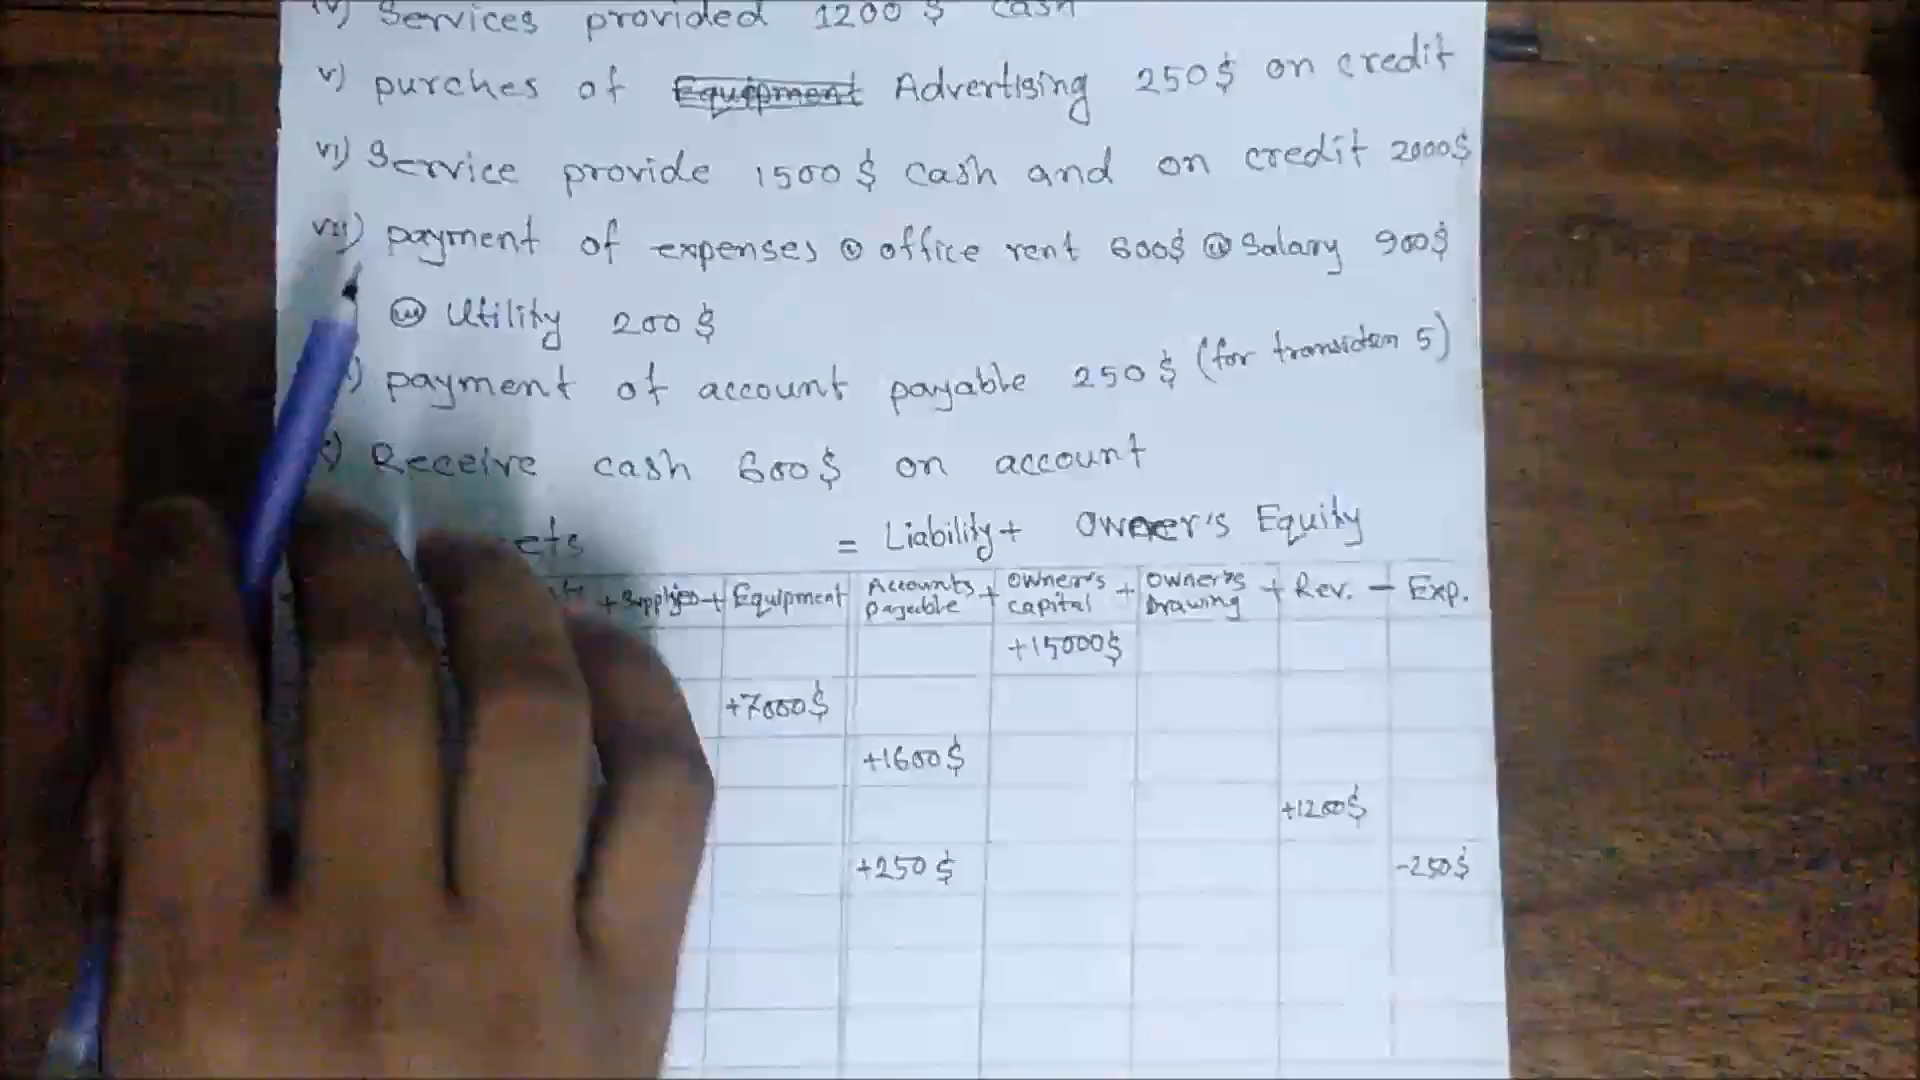 iv) Services provided 1200 $ cash
v) purches of Equipment Advertising 250$ on credit
vi) Service provide 1500 $ cash and on credit 2000$
vii) payment of expenses (i) office rent 600$ (ii) Salary 900$
(iii) Utility 200 $
payment of account payable 250 $ (for transiction 5)
Receive cash 600 $ on account
ets = Liability + Owner's Equity
+ Supplies + Equipment Accounts payable + Owner's capital + Owner's Drawing + Rev. - Exp.
+15000$
+7000$
+1600$
+1200$
+250 $ -250$